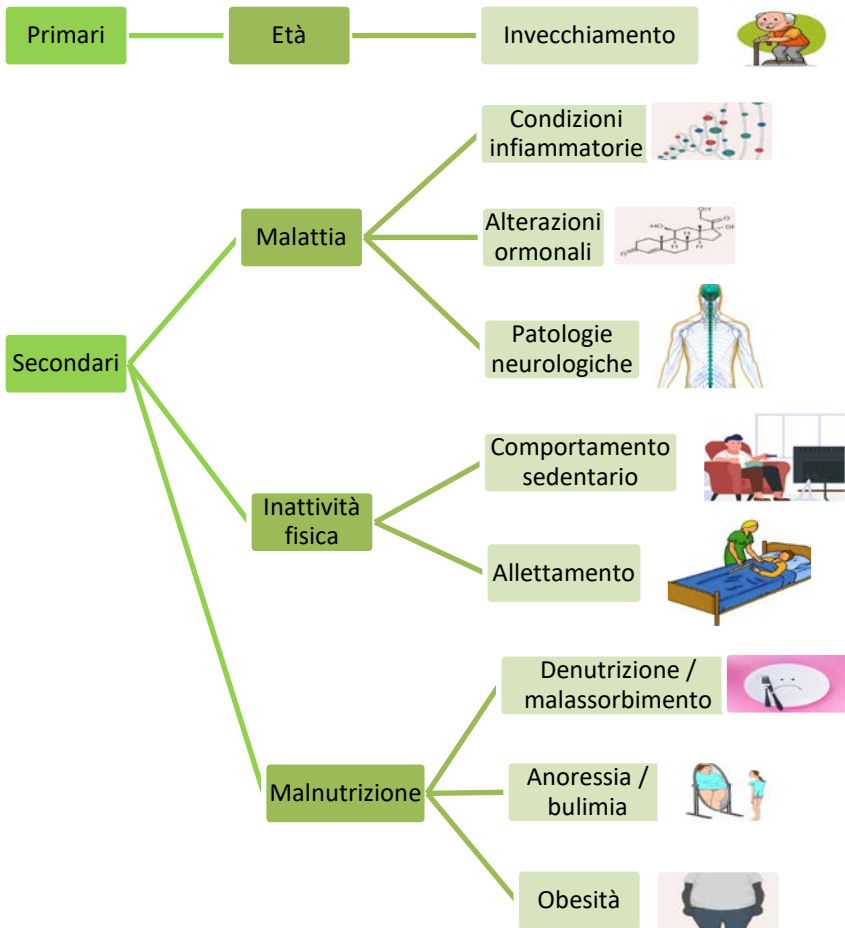 Primari
Età
Invecchiamento
Condizioni
infiammatorie
Malattia
Alterazioni
ormonali
Patologie
neurologiche
Secondari
Comportamento
sedentario
Inattività
fisica
Allettamento
Denutrizione /
malassorbimento
Malnutrizione
Anoressia /
bulimia
Obesità